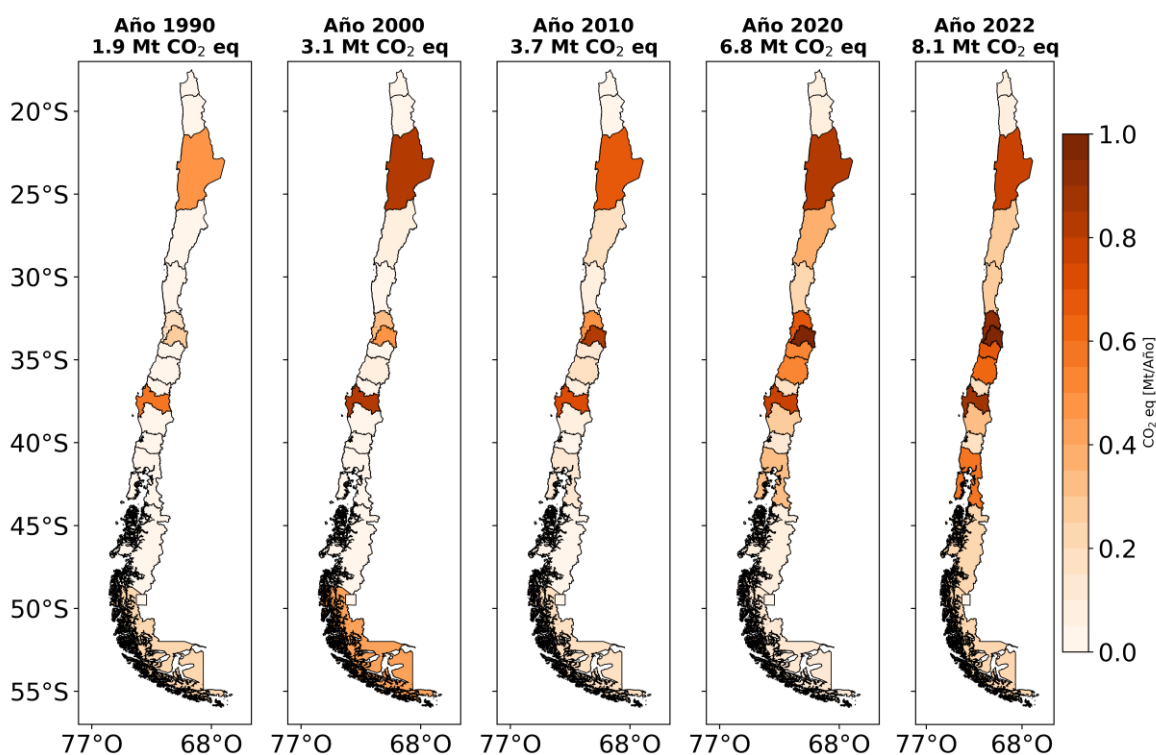 Año 1990
1.9 Mt CO₂ eq
Año 2000
3.1 Mt CO₂ eq
Año 2010
3.7 Mt CO₂ eq
Año 2020
6.8 Mt CO₂ eq
Año 2022
8.1 Mt CO₂ eq
20°S
25°S
30°S
35°S
40°S
45°S
50°S
55°S
77°O
68°O
77°O
68°O
77°O
68°O
77°O
68°O
77°O
68°O
1.0
0.8
0.6
0.4
0.2
0.0
CO₂ eq [Mt/Año]